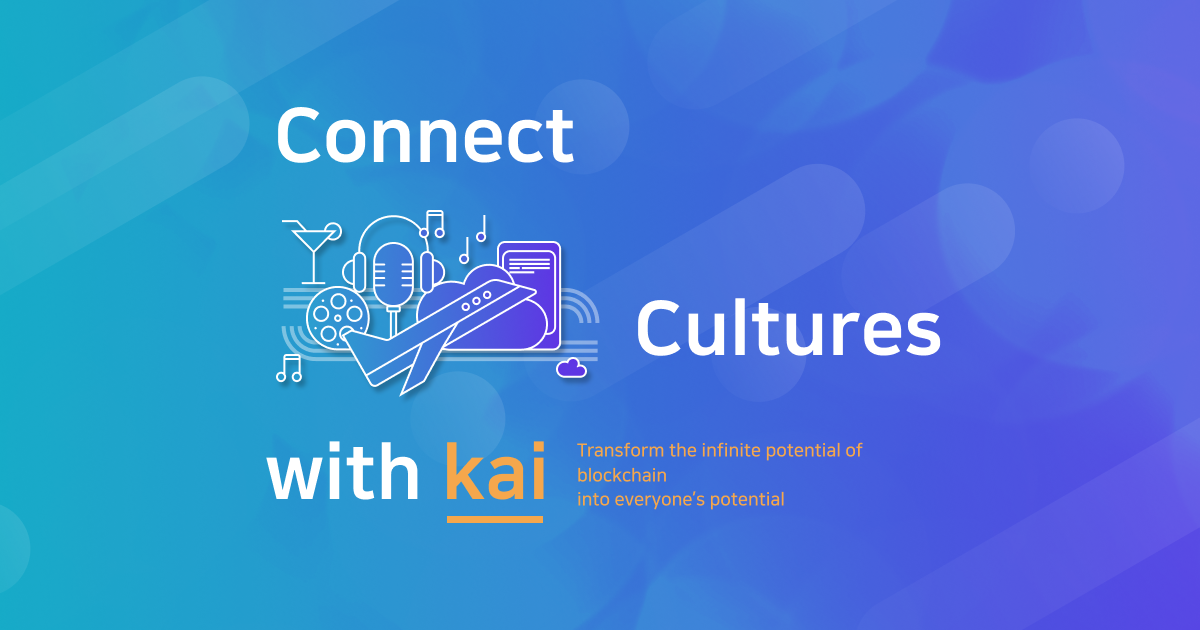 Connect
Cultures
with kai
Transform the infinite potential of
blockchain
into everyone's potential